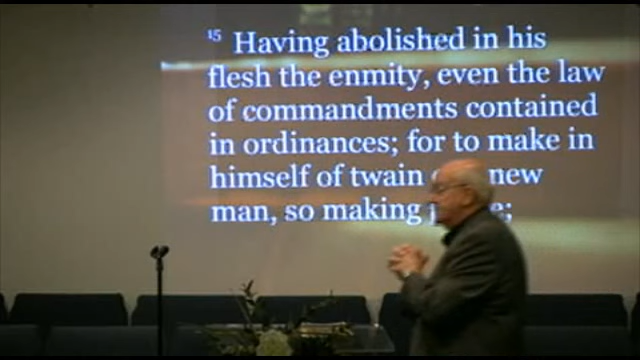 15 Having abolished in his
flesh the enmity, even the law
of commandments contained
in ordinances; for to make in
himself of twain new
man, so making